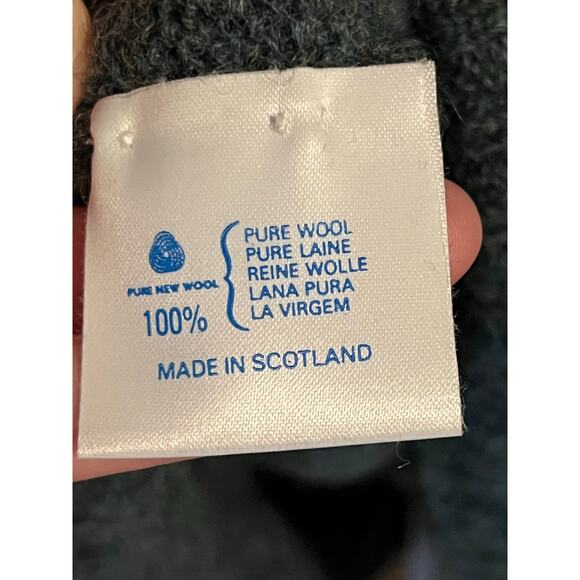 PURE NEW WOOL
100%
PURE WOOL
PURE LAINE
REINE WOLLE
LANA PURA
LA VIRGEM
MADE IN SCOTLAND